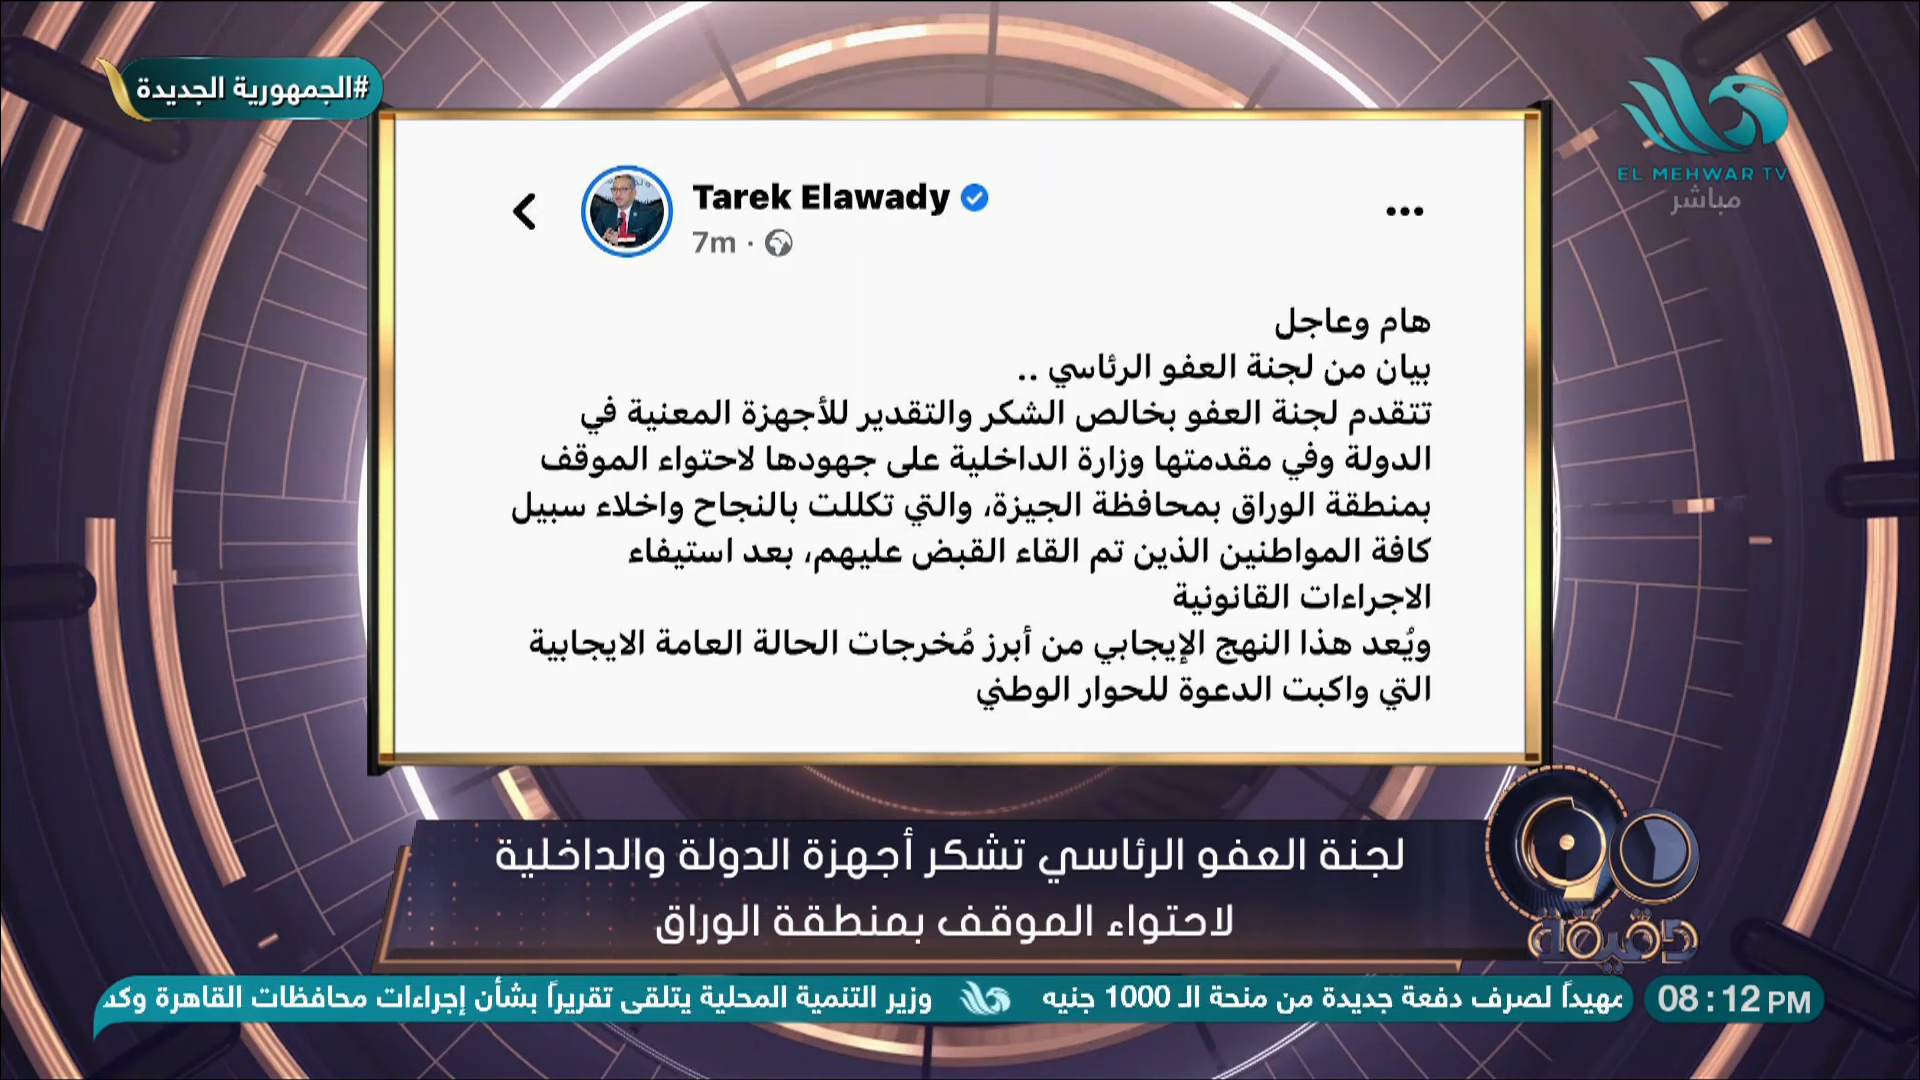 #الجمهورية الجديدة
EL MEHWAR TV
مباشر
Tarek Elawady
7m ·
هام وعاجل
بيان من لجنة العفو الرئاسي ..
تتقدم لجنة العفو بخالص الشكر والتقدير للأجهزة المعنية في
الدولة وفي مقدمتها وزارة الداخلية على جهودها لاحتواء الموقف
بمنطقة الوراق بمحافظة الجيزة، والتي تكللت بالنجاح واخلاء سبيل
كافة المواطنين الذين تم القاء القبض عليهم، بعد استيفاء
الاجراءات القانونية
ويُعد هذا النهج الإيجابي من أبرز مُخرجات الحالة العامة الايجابية
التي واكبت الدعوة للحوار الوطني
لجنة العفو الرئاسي تشكر أجهزة الدولة والداخلية
لاحتواء الموقف بمنطقة الوراق
90
دقيقة
مهيداً لصرف دفعة جديدة من منحة الـ 1000 جنيه
وزير التنمية المحلية يتلقى تقريراً بشأن إجراءات محافظات القاهرة
08:12 PM